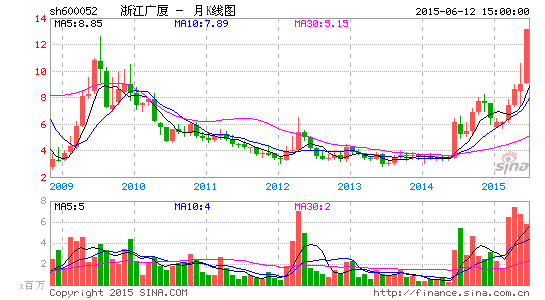 sh600052 浙江广厦 － 月K线图 2015-06-12 15:00:00
MA5:8.85 MA10:7.89 MA30:5.15
14
12
10
8
6
4
2
sina
2009 2010 2011 2012 2013 2014 2015
MA5:5 MA10:4 MA30:2
8
6
4
2
x百万
Copyright 2015 SINA.COM http://finance.sina.com.cn